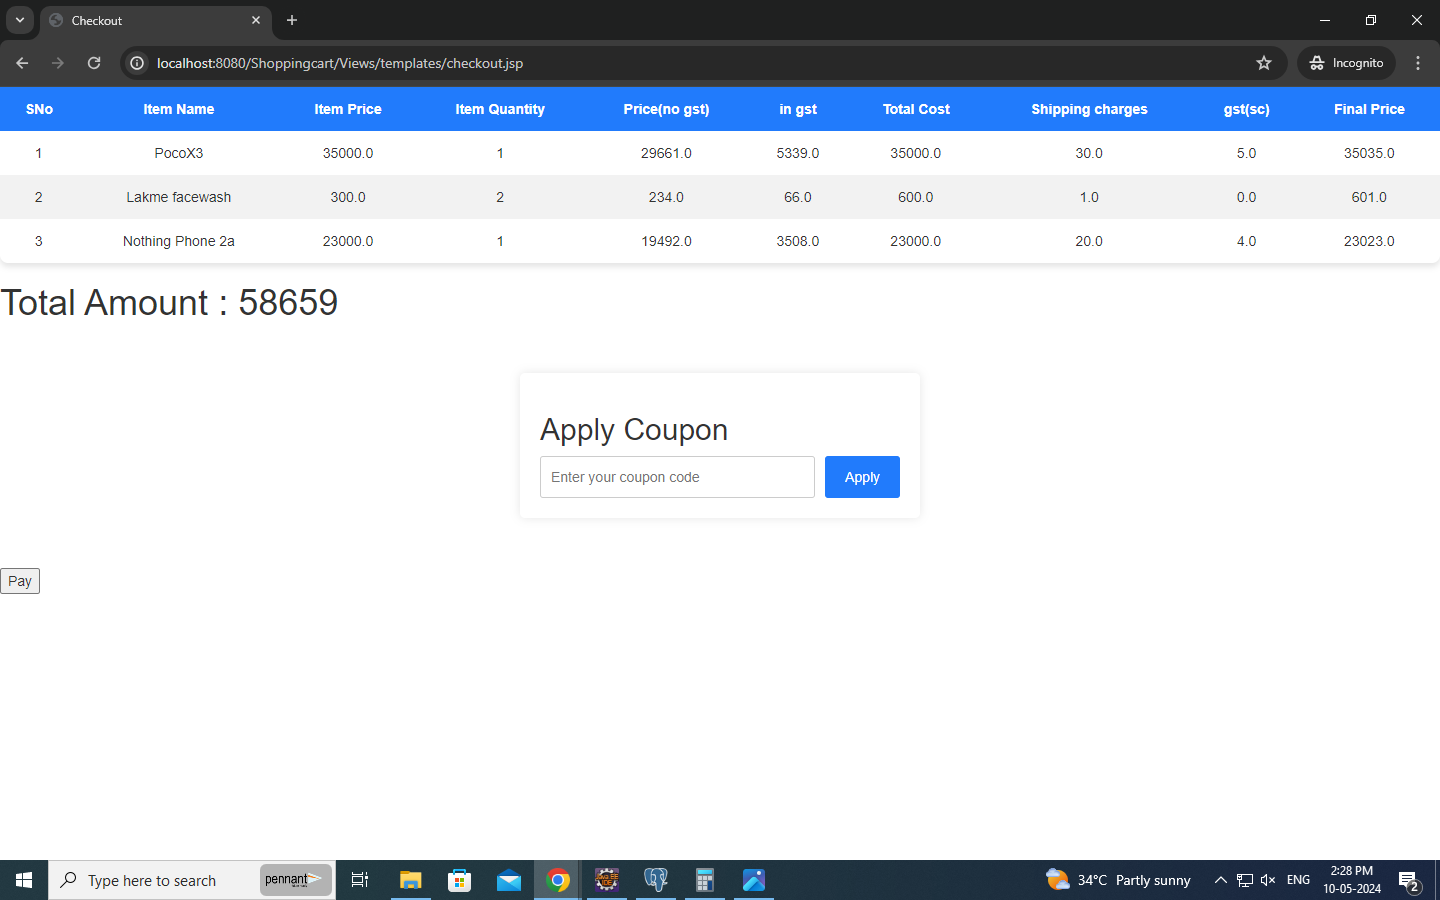 Checkout
localhost:8080/Shoppingcart/Views/templates/checkout.jsp
Incognito
SNo Item Name Item Price Item Quantity Price(no gst) in gst Total Cost Shipping charges gst(sc) Final Price
1 PocoX3 35000.0 1 29661.0 5339.0 35000.0 30.0 5.0 35035.0
2 Lakme facewash 300.0 2 234.0 66.0 600.0 1.0 0.0 601.0
3 Nothing Phone 2a 23000.0 1 19492.0 3508.0 23000.0 20.0 4.0 23023.0
Total Amount : 58659
Apply Coupon
Enter your coupon code Apply
Pay
Type here to search pennant 34°C Partly sunny ENG 2:28 PM
10-05-2024 2